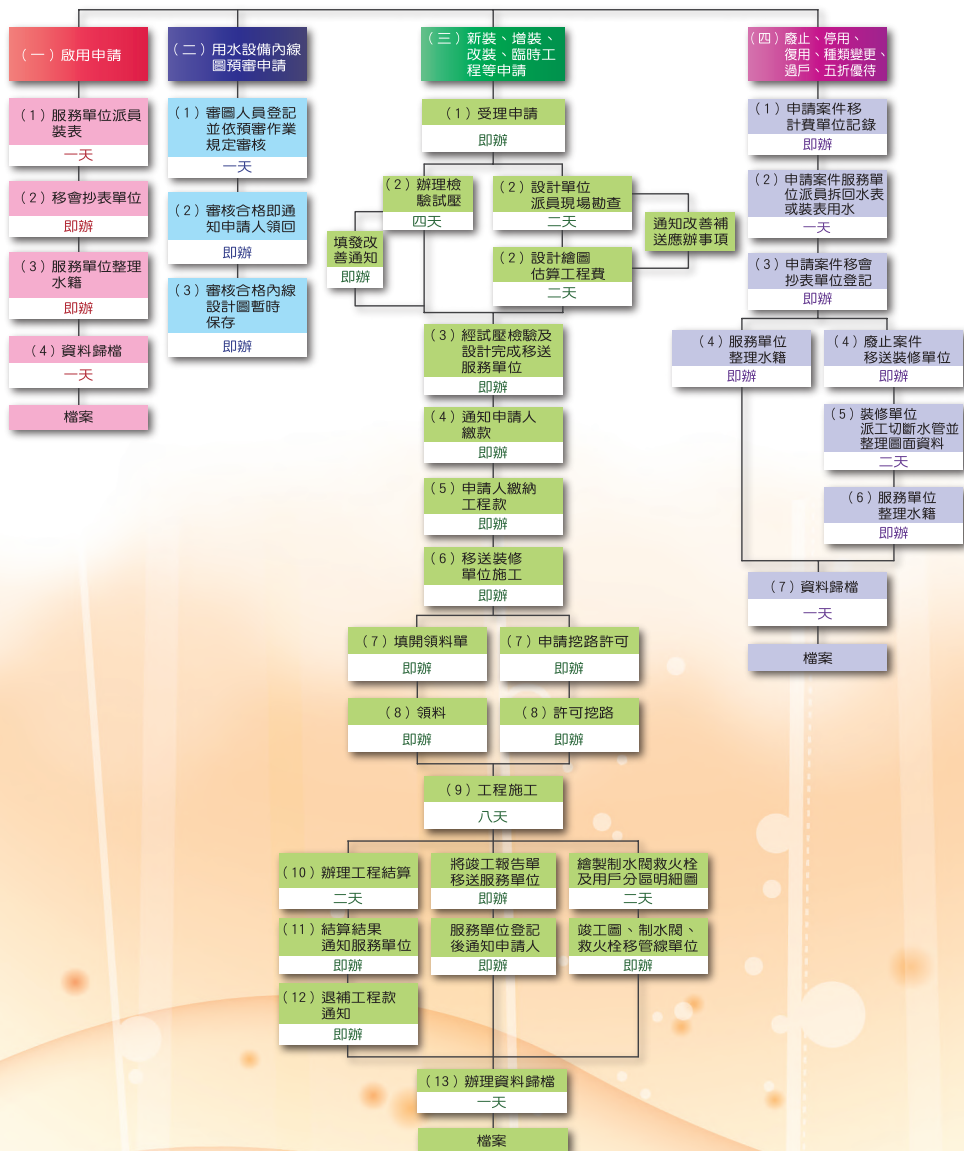 (一)啟用申請
(1)服務單位派員
裝表
一天
(2)移會抄表單位
即辦
(3)服務單位整理
水籍
即辦
(4)資料歸檔
一天
檔案
(二)用水設備內線
圖預審申請
(1)審圖人員登記
並依預審作業
規定審核
一天
(2)審核合格即通
知申請人領回
即辦
(3)審核合格內線
設計圖暫時
保存
即辦
(三)新裝、增裝、
改裝、臨時工
程等申請
(1)受理申請
即辦
(2)辦理檢
驗試壓
四天
填發改
善通知
即辦
(2)設計單位
派員現場勘查
二天
(2)設計繪圖
估算工程費
二天
通知改善補
送應辦事項
(3)經試壓檢驗及
設計完成移送
服務單位
即辦
(4)通知申請人
繳款
即辦
(5)申請人繳納
工程款
即辦
(6)移送裝修
單位施工
即辦
(7)填開領料單
即辦
(7)申請挖路許可
即辦
(8)領料
即辦
(8)許可挖路
即辦
(9)工程施工
八天
(10)辦理工程結算
二天
(11)結算結果
通知服務單位
即辦
(12)退補工程款
通知
即辦
將竣工報告單
移送服務單位
即辦
服務單位登記
後通知申請人
即辦
繪製制水閥救火栓
及用戶分區明細圖
二天
竣工圖、制水閥、
救火栓移管線單位
即辦
(13)辦理資料歸檔
一天
檔案
(四)廢止、停用、
復用、種類變更、
過戶、五折優待
(1)申請案件移
計費單位記錄
即辦
(2)申請案件服務單
位派員拆回水表
或裝表用水
一天
(3)申請案件移會
抄表單位登記
即辦
(4)服務單位
整理水籍
即辦
(4)廢止案件
移送裝修單位
即辦
(5)裝修單位
派工切斷水管並
整理圖面資料
二天
(6)服務單位
整理水籍
即辦
(7)資料歸檔
一天
檔案